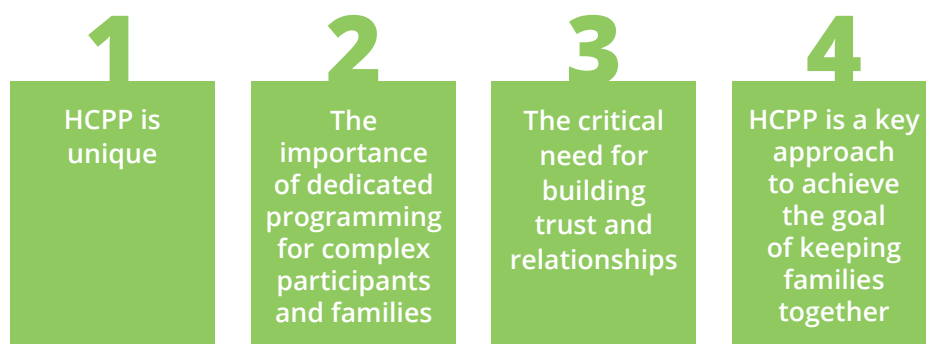 1
HCPP is
unique
2
The
importance
of dedicated
programming
for complex
participants
and families
3
The critical
need for
building
trust and
relationships
4
HCPP is a key
approach
to achieve
the goal
of keeping
families
together